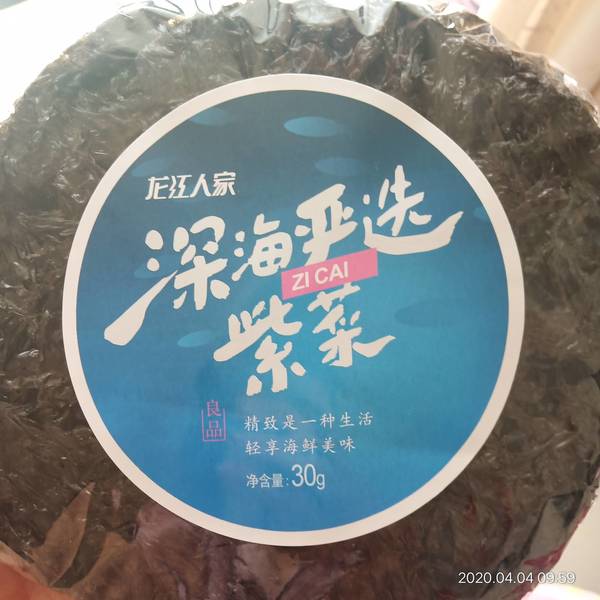 龙江人家
深海严选
ZI CAI
紫菜
良品
精致是一种生活
轻享海鲜美味
净含量:30g
2020.04.04 09:59